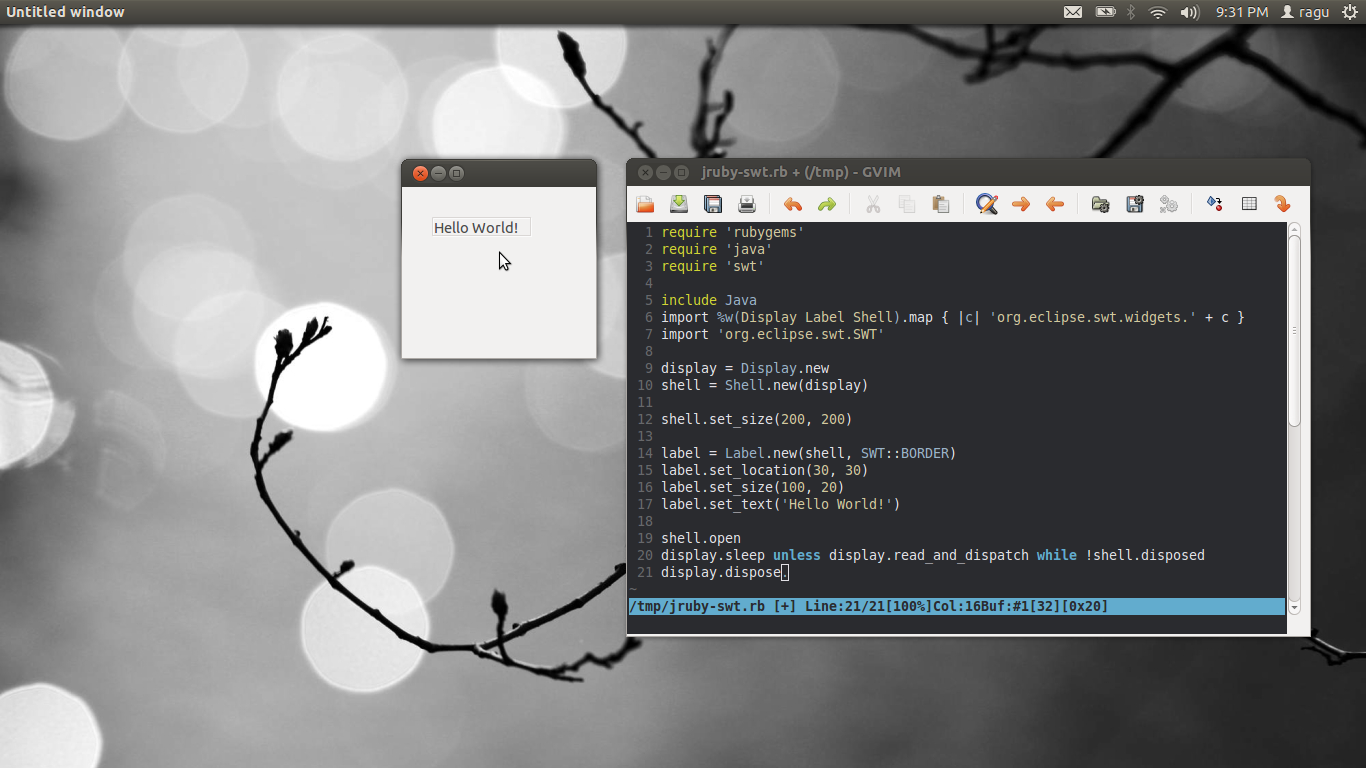 Untitled window
9:31 PM ragu
Hello World!
jruby-swt.rb + (/tmp) - GVIM
1 require 'rubygems'
2 require 'java'
3 require 'swt'
4
5 include Java
6 import %w(Display Label Shell).map { |c| 'org.eclipse.swt.widgets.' + c }
7 import 'org.eclipse.swt.SWT'
8
9 display = Display.new
10 shell = Shell.new(display)
11
12 shell.set_size(200, 200)
13
14 label = Label.new(shell, SWT::BORDER)
15 label.set_location(30, 30)
16 label.set_size(100, 20)
17 label.set_text('Hello World!')
18
19 shell.open
20 display.sleep unless display.read_and_dispatch while !shell.disposed
21 display.dispose.
~
/tmp/jruby-swt.rb [+] Line:21/21[100%]Col:16Buf:#1[32][0x20]